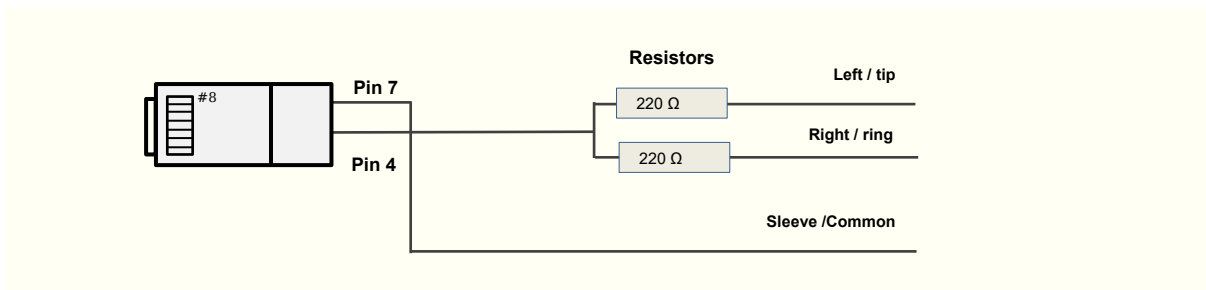 Resistors
Left / tip
#8
Pin 7
220 Ω
Right / ring
Pin 4
220 Ω
Sleeve /Common